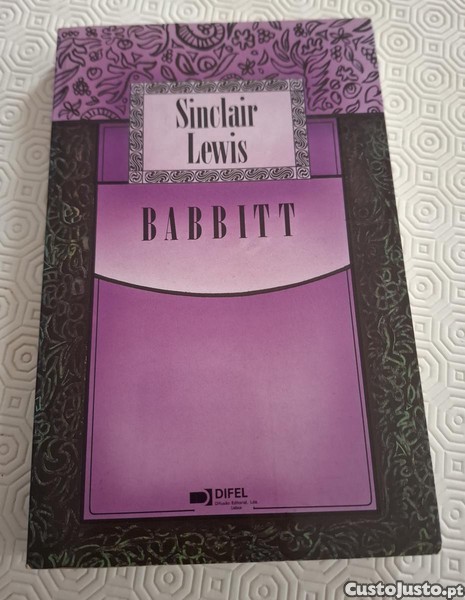 Sinclair
Lewis
BABBITT
DIFEL
Difusão Editorial, Lda.
Lisboa
CustoJusto.pt